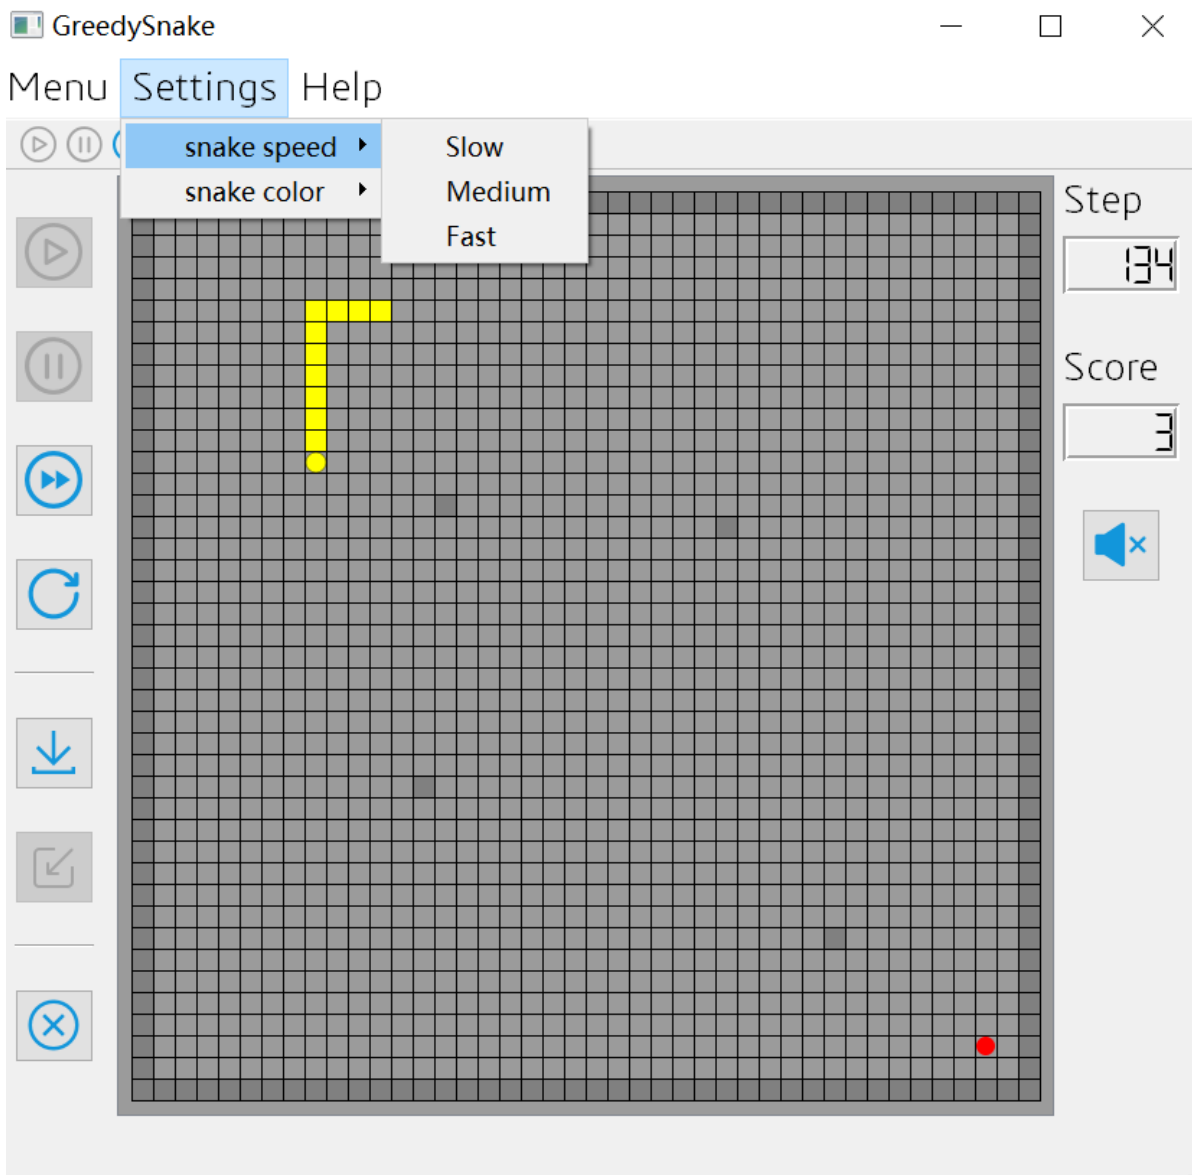 GreedySnake
Menu Settings Help
snake speed
snake color
Slow
Medium
Fast
Step
134
Score
3